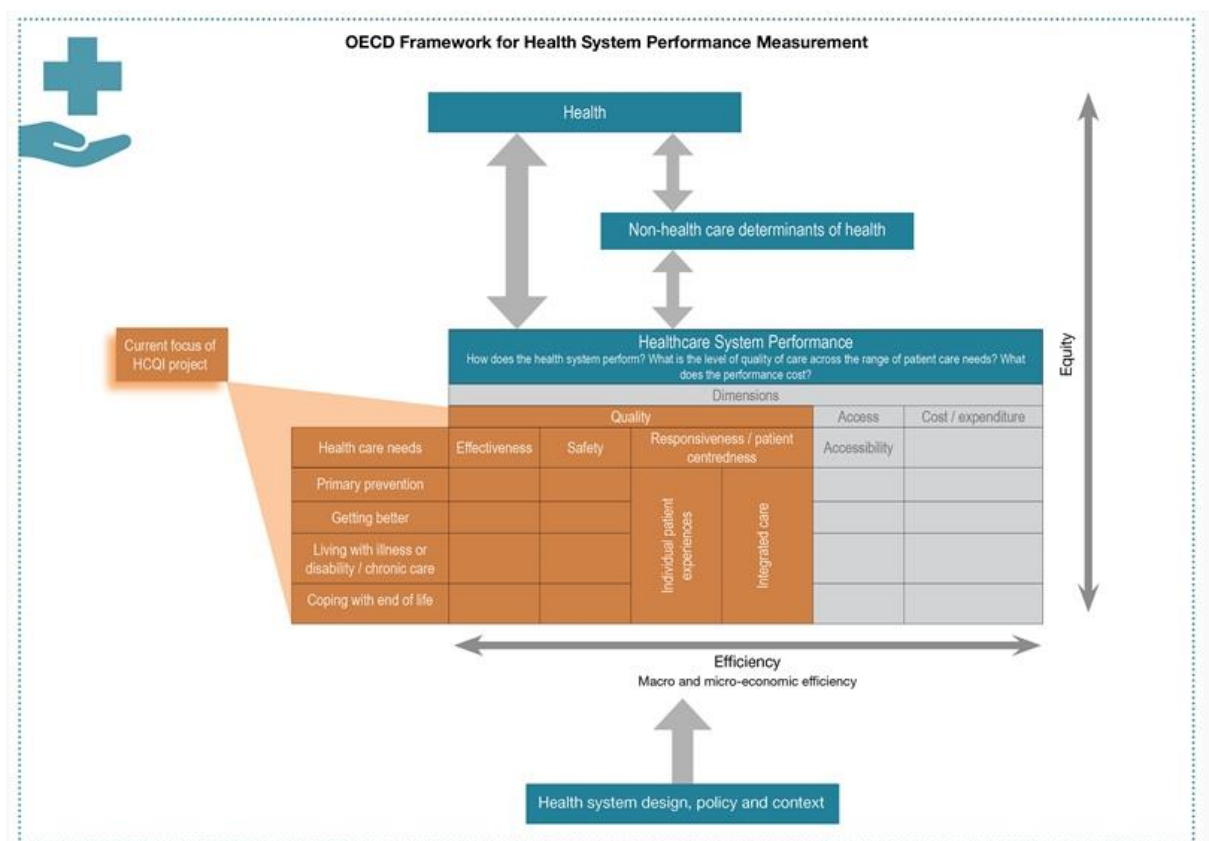 OECD Framework for Health System Performance Measurement
Health
Non-health care determinants of health
Current focus of
HCQI project
Healthcare System Performance
How does the health system perform? What is the level of quality of care across the range of patient care needs? What
does the performance cost?
Dimensions
Quality
Access
Cost / expenditure
Health care needs
Effectiveness
Safety
Responsiveness / patient
centredness
Accessibility
Primary prevention
Getting better
Living with illness or
disability / chronic care
Coping with end of life
Individual patient
experiences
Integrated care
Equity
Efficiency
Macro and micro-economic efficiency
Health system design, policy and context